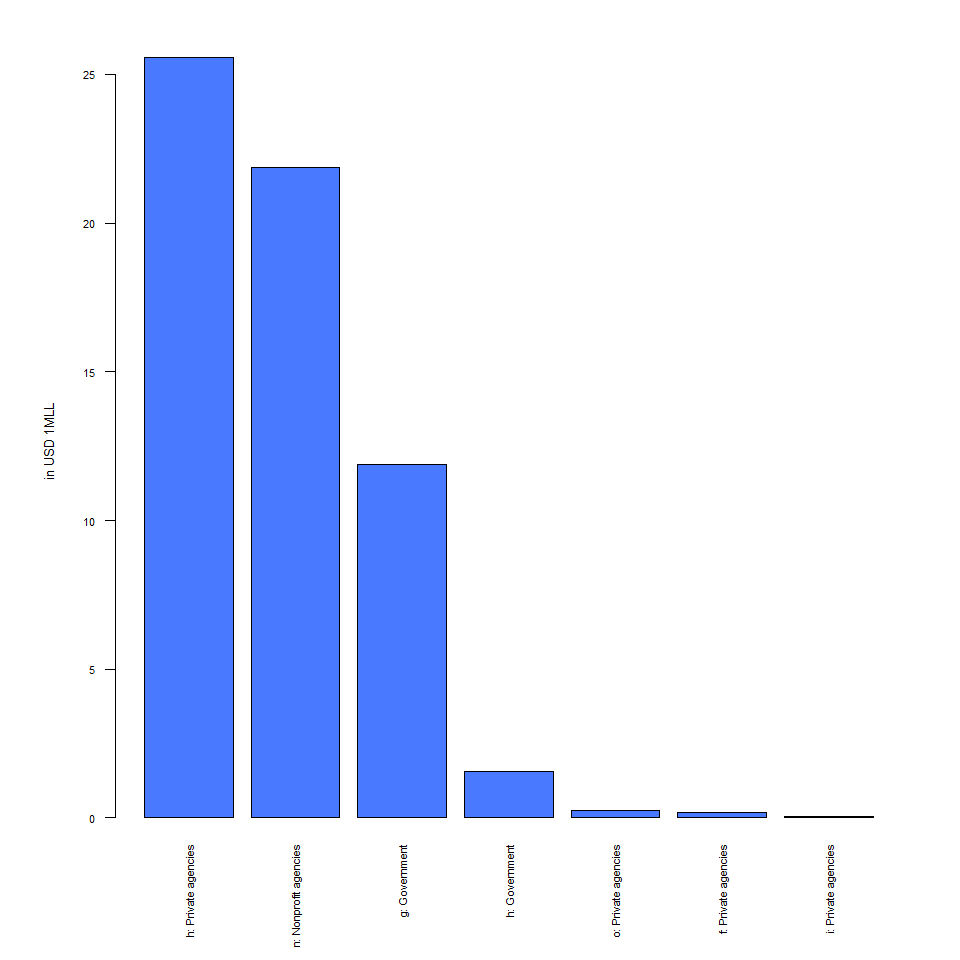 25
20
15
10
5
0
in USD 1MLL
h: Private agencies
n: Nonprofit agencies
g: Government
h: Government
o: Private agencies
f: Private agencies
i: Private agencies